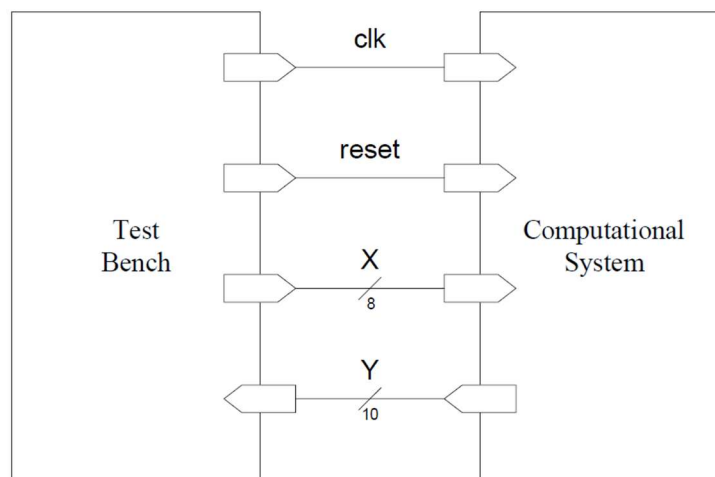 clk
reset
Test
Bench
Computational
System
X
8
Y
10